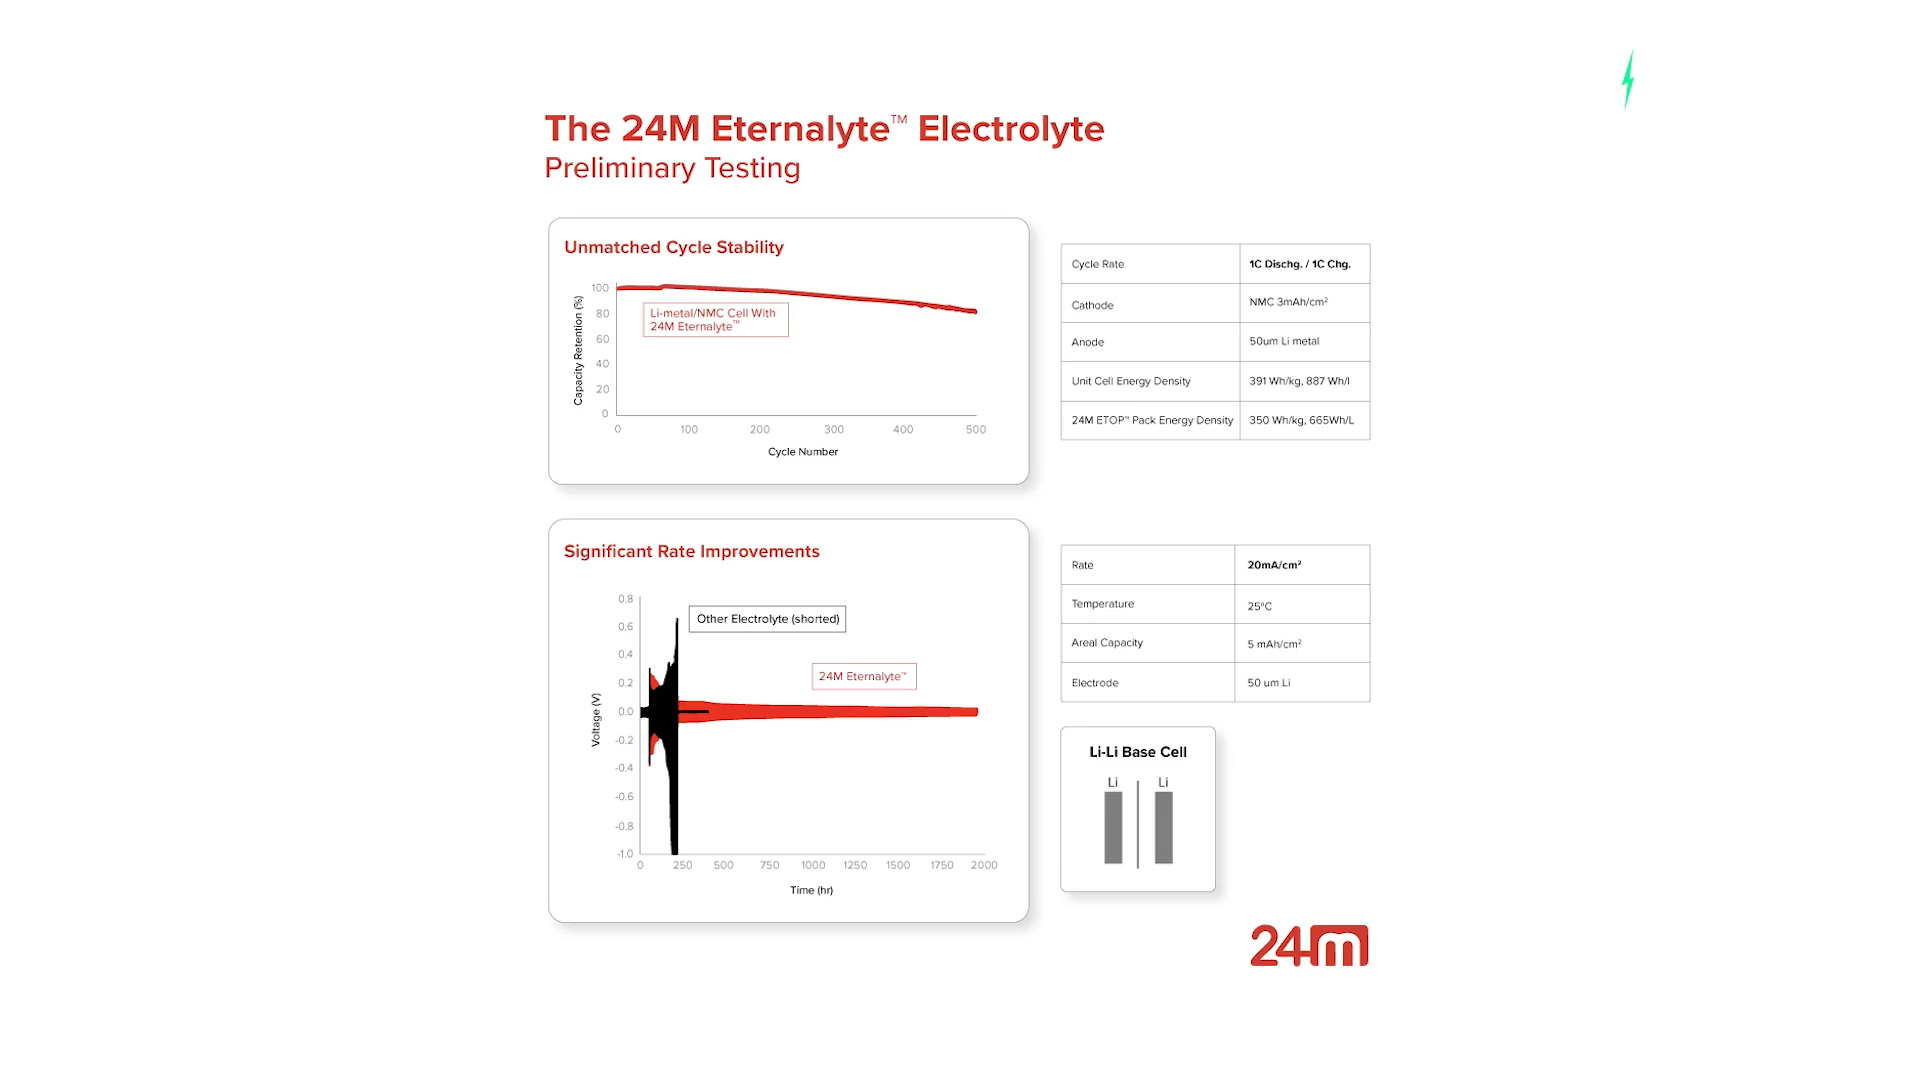 The 24M Eternalyte™ Electrolyte
Preliminary Testing
Unmatched Cycle Stability
Capacity Retention (%)
100
80
60
40
20
0
Li-metal/NMC Cell With
24M Eternalyte™
0 100 200 300 400 500
Cycle Number
Cycle Rate 1C Dischg. / 1C Chg.
Cathode NMC 3mAh/cm²
Anode 50um Li metal
Unit Cell Energy Density 391 Wh/kg, 887 Wh/l
24M ETOP™ Pack Energy Density 350 Wh/kg, 665Wh/L
Significant Rate Improvements
Voltage (V)
0.8
0.6
0.4
0.2
0.0
-0.2
-0.4
-0.6
-0.8
-1.0
Other Electrolyte (shorted)
24M Eternalyte™
0 250 500 750 1000 1250 1500 1750 2000
Time (hr)
Rate 20mA/cm²
Temperature 25°C
Areal Capacity 5 mAh/cm²
Electrode 50 um Li
Li-Li Base Cell
Li Li
24m